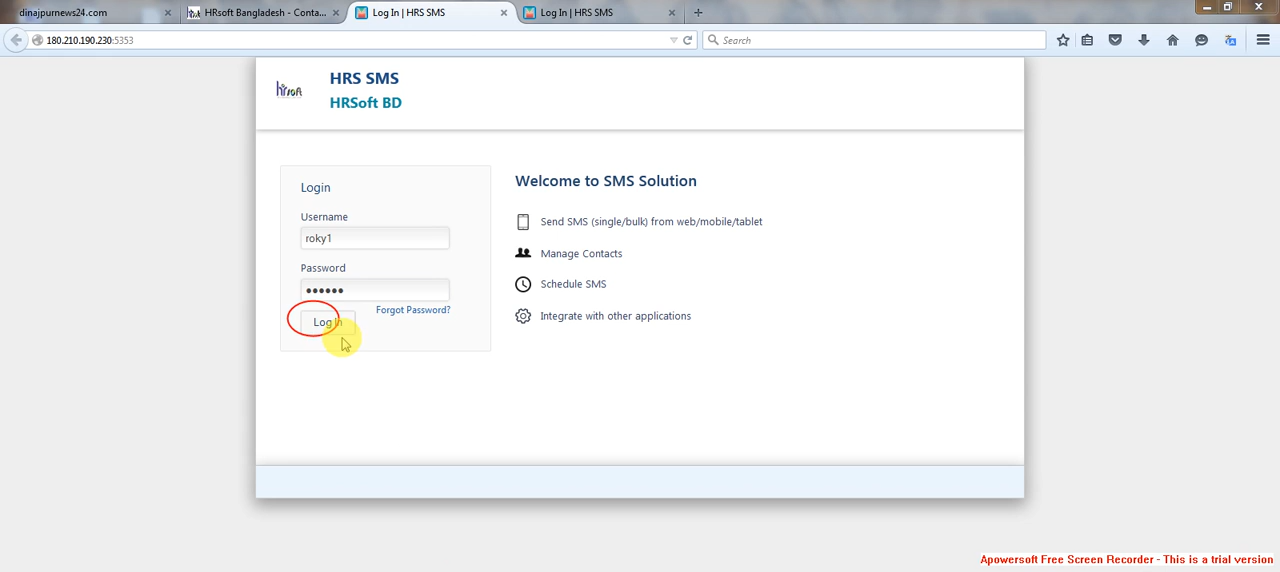 dinajpurnews24.com
HRsoft Bangladesh - Conta...
Log In | HRS SMS
Log In | HRS SMS
180.210.190.230:5353
Search
hrsoft
HRS SMS
HRSoft BD
Login
Welcome to SMS Solution
Username
Send SMS (single/bulk) from web/mobile/tablet
roky1
Manage Contacts
Password
Schedule SMS
Forgot Password?
Log In
Integrate with other applications
Apowersoft Free Screen Recorder - This is a trial version